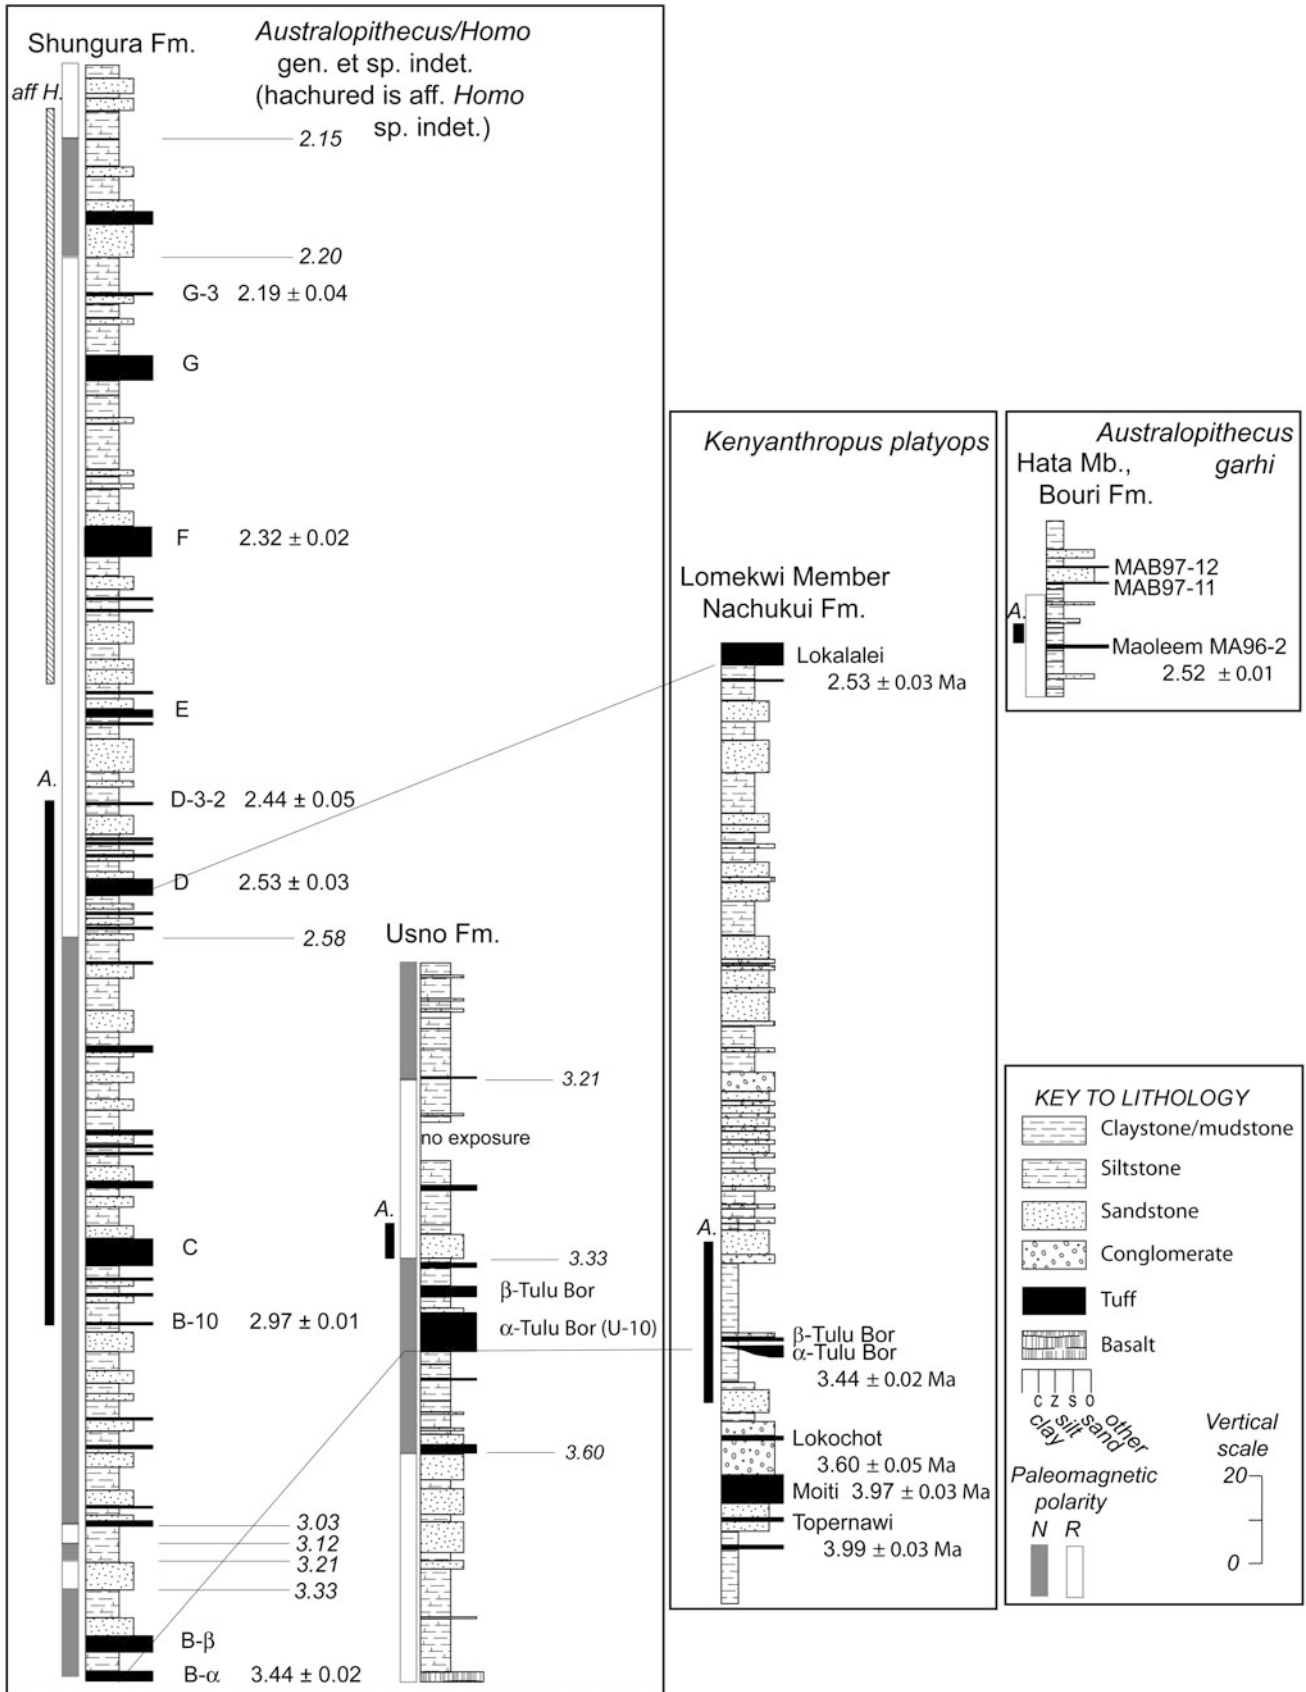 Shungura Fm.
Australopithecus/Homo
gen. et sp. indet.
(hachured is aff. Homo
sp. indet.)
aff H.
2.15
2.20
G-3 2.19 ± 0.04
G
F 2.32 ± 0.02
E
A.
D-3-2 2.44 ± 0.05
D 2.53 ± 0.03
2.58
C
B-10 2.97 ± 0.01
3.03
3.12
3.21
3.33
B-β
B-α 3.44 ± 0.02
Usno Fm.
3.21
no exposure
A.
3.33
β-Tulu Bor
α-Tulu Bor (U-10)
3.60
Kenyanthropus platyops
Lomekwi Member
Nachukui Fm.
Lokalalei
2.53 ± 0.03 Ma
A.
β-Tulu Bor
α-Tulu Bor
3.44 ± 0.02 Ma
Lokochot
3.60 ± 0.05 Ma
Moiti 3.97 ± 0.03 Ma
Topernawi
3.99 ± 0.03 Ma
Australopithecus
garhi
Hata Mb.,
Bouri Fm.
MAB97-12
MAB97-11
A.
Maoleem MA96-2
2.52 ± 0.01
KEY TO LITHOLOGY
Claystone/mudstone
Siltstone
Sandstone
Conglomerate
Tuff
Basalt
C Z S O
clay silt sand other
Vertical
scale
20
0
Paleomagnetic
polarity
N R